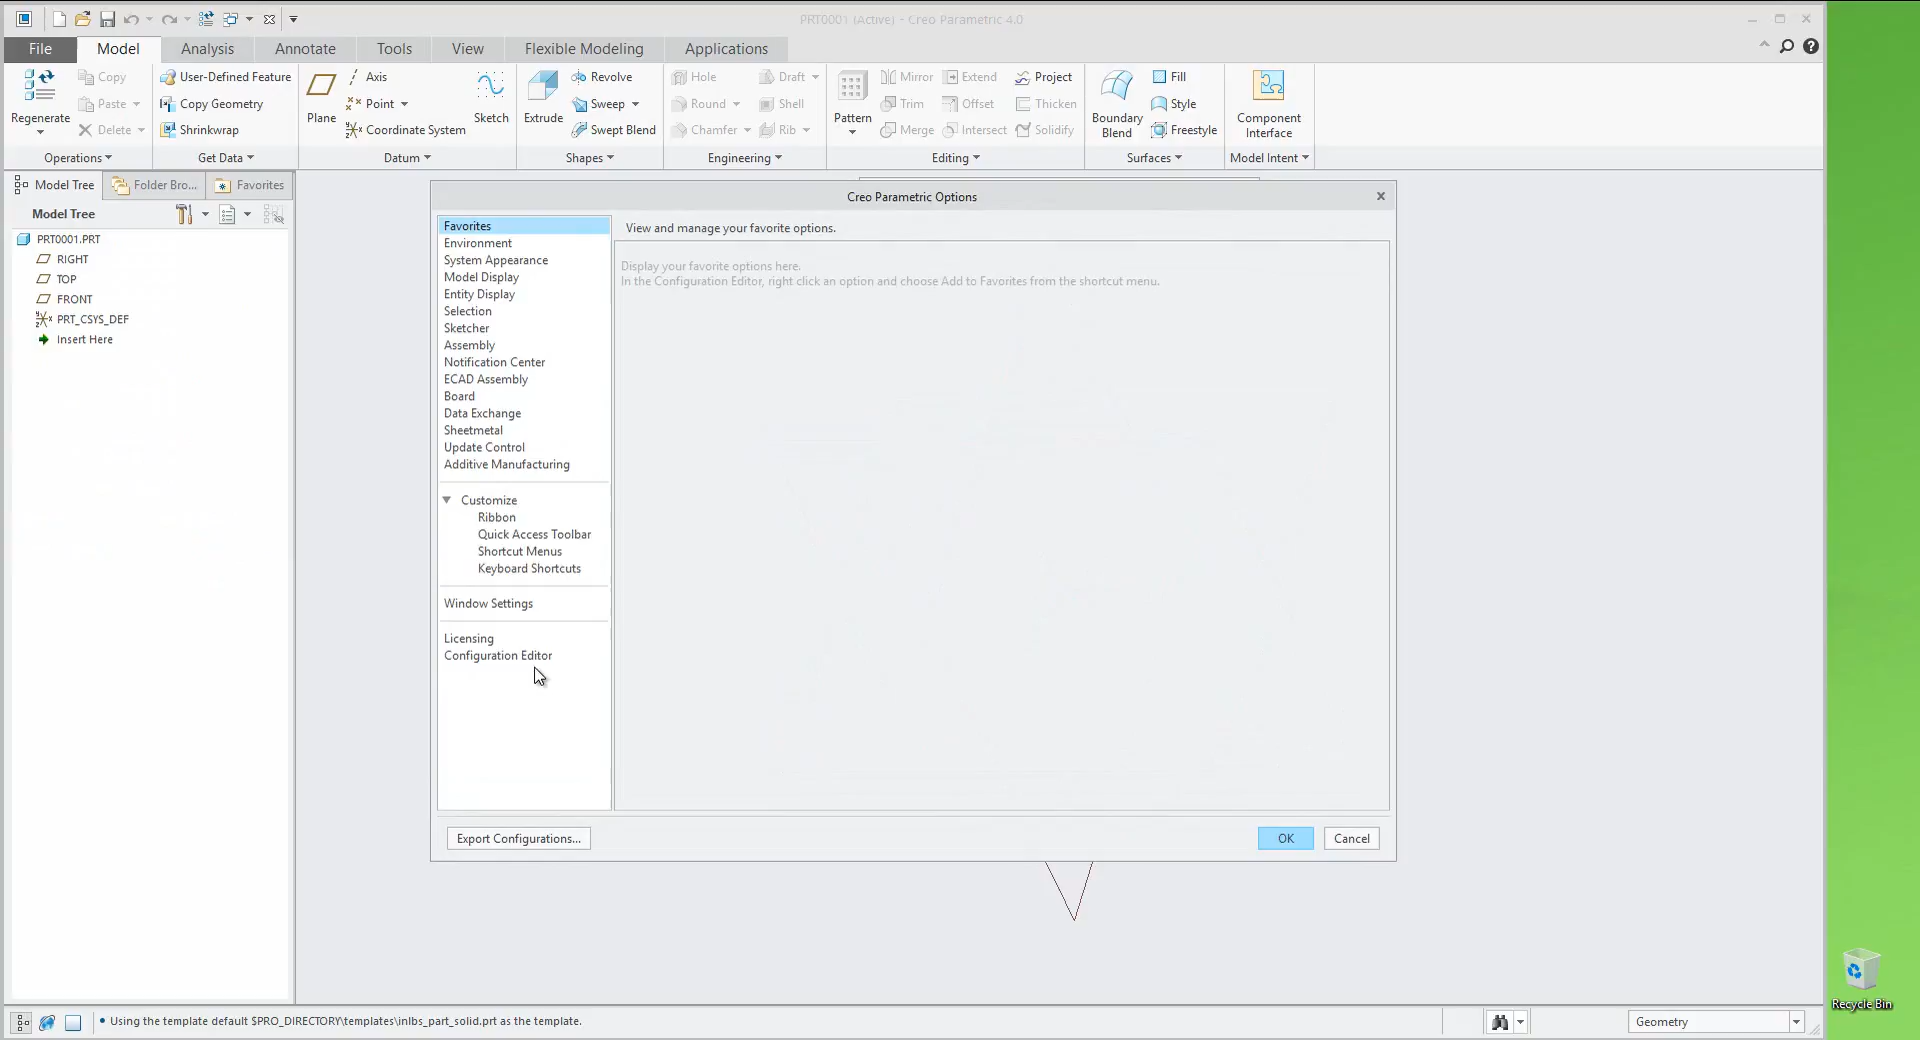 PRT0001 (Active) - Creo Parametric 4.0
File Model Analysis Annotate Tools View Flexible Modeling Applications
Regenerate
Copy
Paste
Delete
Operations
User-Defined Feature
Copy Geometry
Shrinkwrap
Get Data
Plane
Axis
Point
Coordinate System
Sketch
Datum
Extrude
Revolve
Sweep
Swept Blend
Shapes
Hole
Round
Chamfer
Draft
Shell
Rib
Engineering
Pattern
Mirror
Trim
Merge
Extend
Offset
Intersect
Project
Thicken
Solidify
Editing
Boundary
Blend
Fill
Style
Freestyle
Surfaces
Component
Interface
Model Intent
Model Tree
Folder Bro...
Favorites
Model Tree
PRT0001.PRT
RIGHT
TOP
FRONT
PRT_CSYS_DEF
Insert Here
Creo Parametric Options
Favorites
Environment
System Appearance
Model Display
Entity Display
Selection
Sketcher
Assembly
Notification Center
ECAD Assembly
Board
Data Exchange
Sheetmetal
Update Control
Additive Manufacturing
Customize
Ribbon
Quick Access Toolbar
Shortcut Menus
Keyboard Shortcuts
Window Settings
Licensing
Configuration Editor
View and manage your favorite options.
Display your favorite options here.
In the Configuration Editor, right click an option and choose Add to Favorites from the shortcut menu.
Export Configurations...
OK
Cancel
Recycle Bin
• Using the template default $PRO_DIRECTORY\templates\inlbs_part_solid.prt as the template.
Geometry